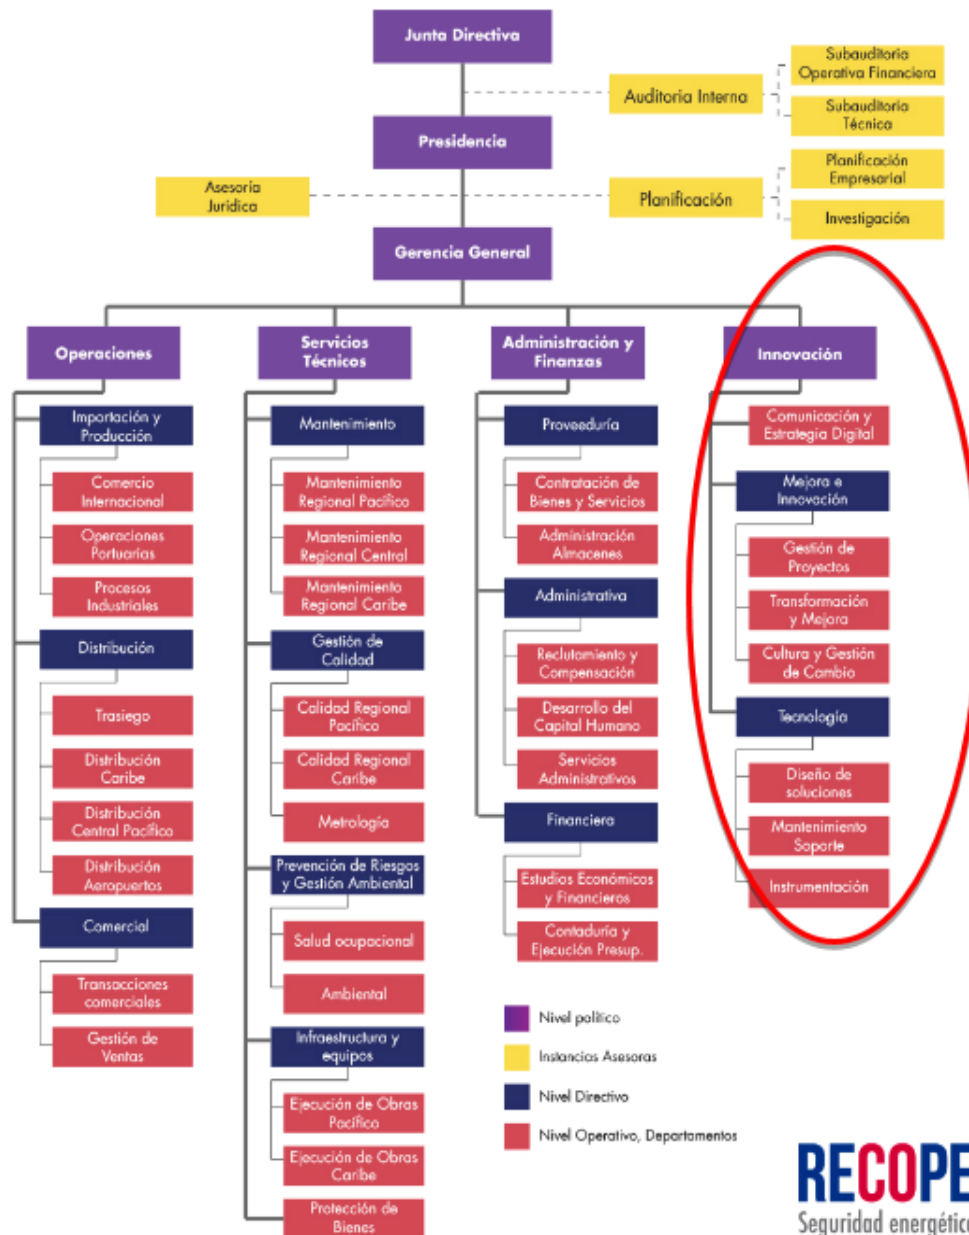 Junta Directiva
Subauditoria
Operativa Financiera
Auditoria Interna
Subauditoria
Técnica
Presidencia
Planificación
Empresarial
Asesoria
Jurídica
Planificación
Investigación
Gerencia General
Operaciones
Importación y
Producción
Comercio
Internacional
Operaciones
Portuarias
Procesos
Industriales
Distribución
Trasiego
Distribución
Caribe
Distribución
Central Pacífico
Distribución
Aeropuertos
Comercial
Transacciones
comerciales
Gestión de
Ventas
Servicios
Técnicos
Mantenimiento
Mantenimiento
Regional Pacífico
Mantenimiento
Regional Central
Mantenimiento
Regional Caribe
Gestión de
Calidad
Calidad Regional
Pacífico
Calidad Regional
Caribe
Metrología
Prevención de Riesgos
y Gestión Ambiental
Salud ocupacional
Ambiental
Infraestructura y
equipos
Ejecución de Obras
Pacífico
Ejecución de Obras
Caribe
Protección de
Bienes
Administración y
Finanzas
Proveeduría
Contratación de
Bienes y Servicios
Administración
Almacenes
Administrativa
Reclutamiento y
Compensación
Desarrollo del
Capital Humano
Servicios
Administrativos
Financiera
Estudios Económicos
y Financieros
Contaduría y
Ejecución Presup.
Innovación
Comunicación y
Estrategia Digital
Mejora e
Innovación
Gestión de
Proyectos
Transformación
y Mejora
Cultura y Gestión
de Cambio
Tecnología
Diseño de
soluciones
Mantenimiento
Soporte
Instrumentación
Nivel político
Instancias Asesoras
Nivel Directivo
Nivel Operativo, Departamentos
RECOPE
Seguridad energétic